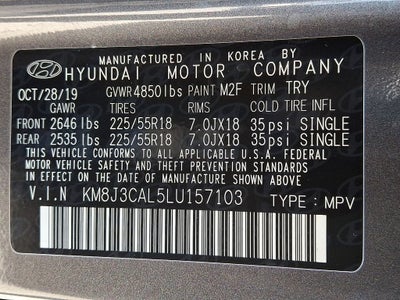 MANUFACTURED IN KOREA BY
HYUNDAI MOTOR COMPANY
OCT/28/19 GVWR4850lbs PAINT M2F TRIM TRY
GAWR TIRES RIMS COLD TIRE INFL
FRONT 2646 lbs 225/55R18 7.0JX18 35psi SINGLE
REAR 2535 lbs 225/55R18 7.0JX18 35psi SINGLE
THIS VEHICLE CONFORMS TO ALL APPLICABLE U.S.A. FEDERAL
MOTOR VEHICLE SAFETY AND THEFT PREVENTION STANDARDS
IN EFFECT ON THE DATE OF MANUFACTURE SHOWN ABOVE.
V.I.N KM8J3CAL5LU157103 TYPE : MPV